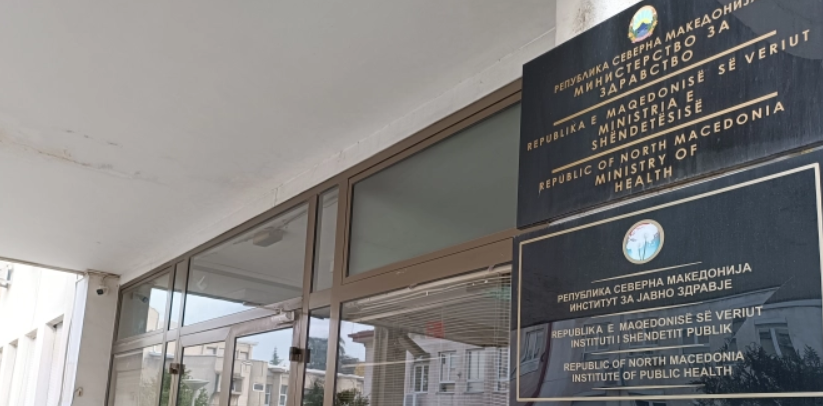 РЕПУБЛИКА СЕВЕРНА МАКЕДОНИЈА
МИНИСТЕРСТВО ЗА
ЗДРАВСТВО
REPUBLIKA E MAQEDONISË SË VERIUT
MINISTRIA E
SHËNDETËSISË
REPUBLIC OF NORTH MACEDONIA
MINISTRY OF
HEALTH
РЕПУБЛИКА СЕВЕРНА МАКЕДОНИЈА
ИНСТИТУТ ЗА ЈАВНО ЗДРАВЈЕ
REPUBLIKA E MAQEDONISË SË VERIUT
INSTITUTI I SHËNDETIT PUBLIK
REPUBLIC OF NORTH MACEDONIA
INSTITUTE OF PUBLIC HEALTH